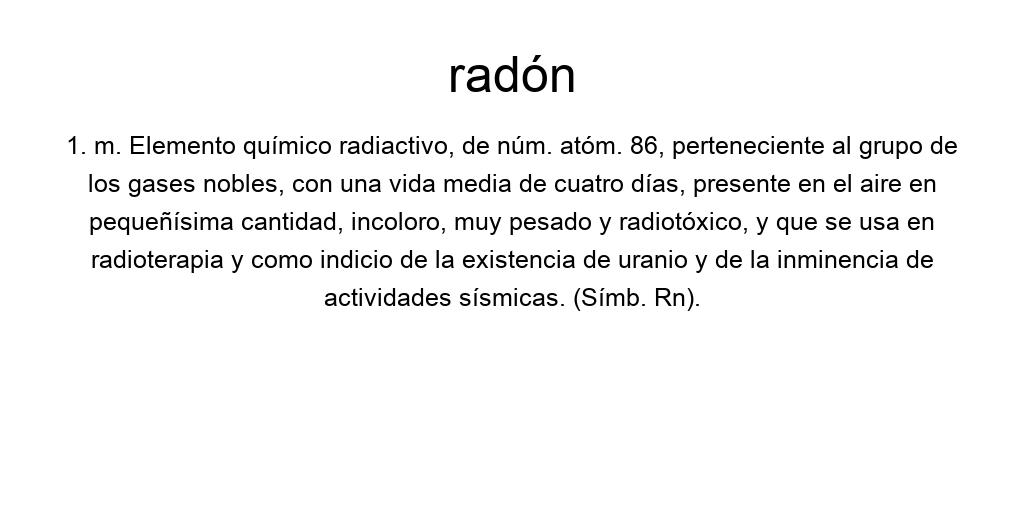 radón
1. m. Elemento químico radiactivo, de núm. atóm. 86, perteneciente al grupo de
los gases nobles, con una vida media de cuatro días, presente en el aire en
pequeñísima cantidad, incoloro, muy pesado y radiotóxico, y que se usa en
radioterapia y como indicio de la existencia de uranio y de la inminencia de
actividades sísmicas. (Símb. Rn).